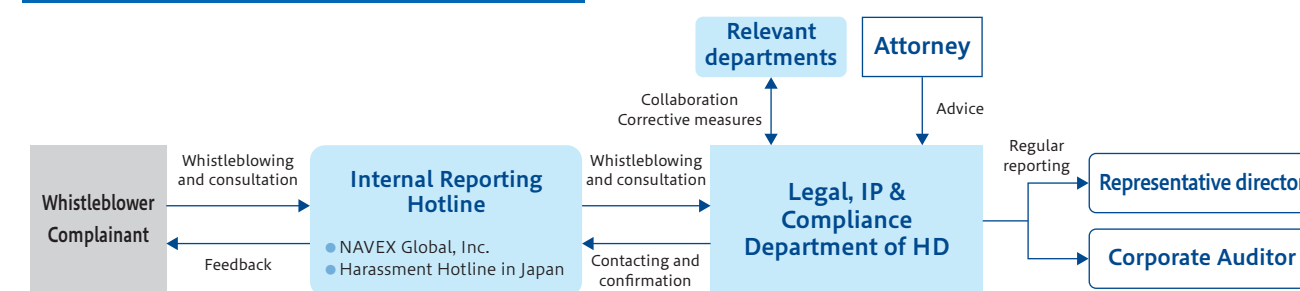 Relevant
departments
Attorney
Collaboration
Corrective measures
Advice
Whistleblower
Complainant
Whistleblowing
and consultation
Feedback
Internal Reporting
Hotline
NAVEX Global, Inc.
Harassment Hotline in Japan
Whistleblowing
and consultation
Contacting and
confirmation
Legal, IP &
Compliance
Department of HD
Regular
reporting
Representative director
Corporate Auditor